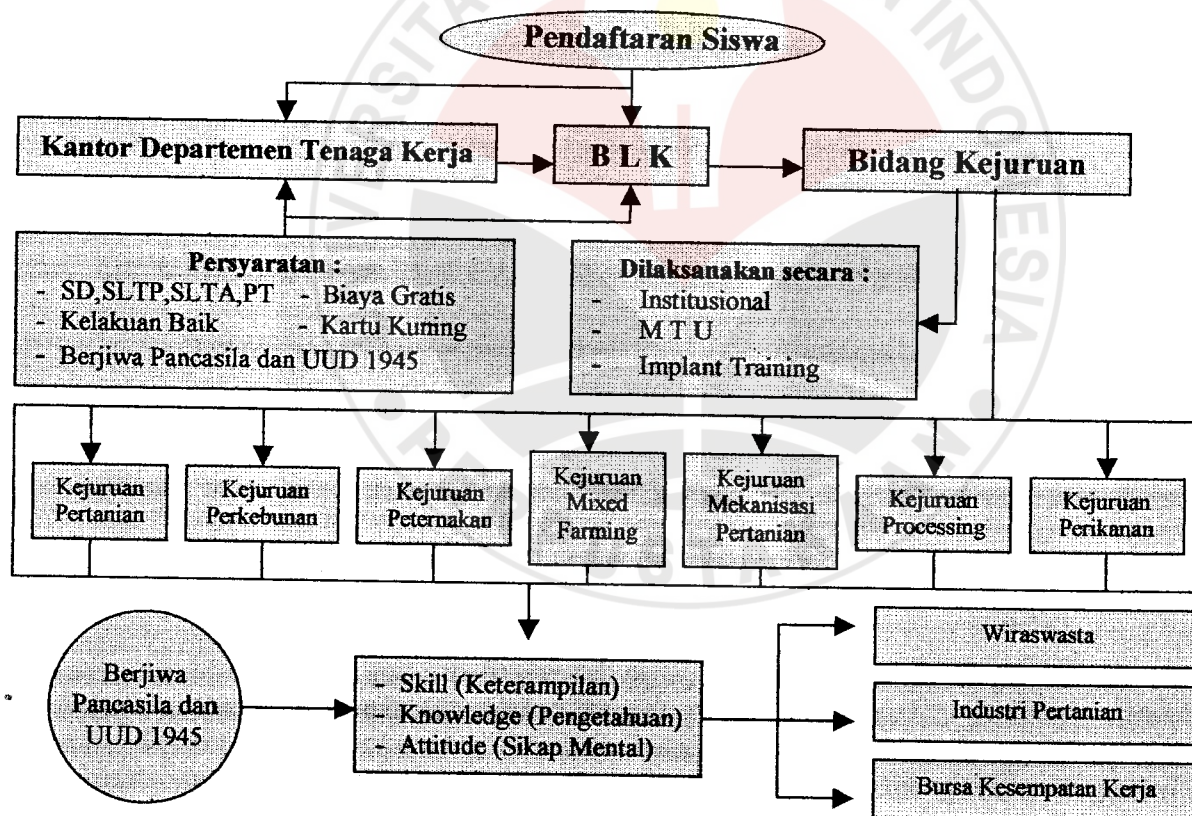 Pendaftaran Siswa
Kantor Departemen Tenaga Kerja
B L K
Bidang Kejuruan
Persyaratan :
- SD,SLTP,SLTA,PT - Biaya Gratis
- Kelakuan Baik - Kartu Kuning
- Berjiwa Pancasila dan UUD 1945
Dilaksanakan secara :
- Institusional
- M T U
- Implant Training
Kejuruan
Pertanian
Kejuruan
Perkebunan
Kejuruan
Peternakan
Kejuruan
Mixed
Farming
Kejuruan
Mekanisasi
Pertanian
Kejuruan
Processing
Kejuruan
Perikanan
Berjiwa
Pancasila dan
UUD 1945
- Skill (Keterampilan)
- Knowledge (Pengetahuan)
- Attitude (Sikap Mental)
Wiraswasta
Industri Pertanian
Bursa Kesempatan Kerja